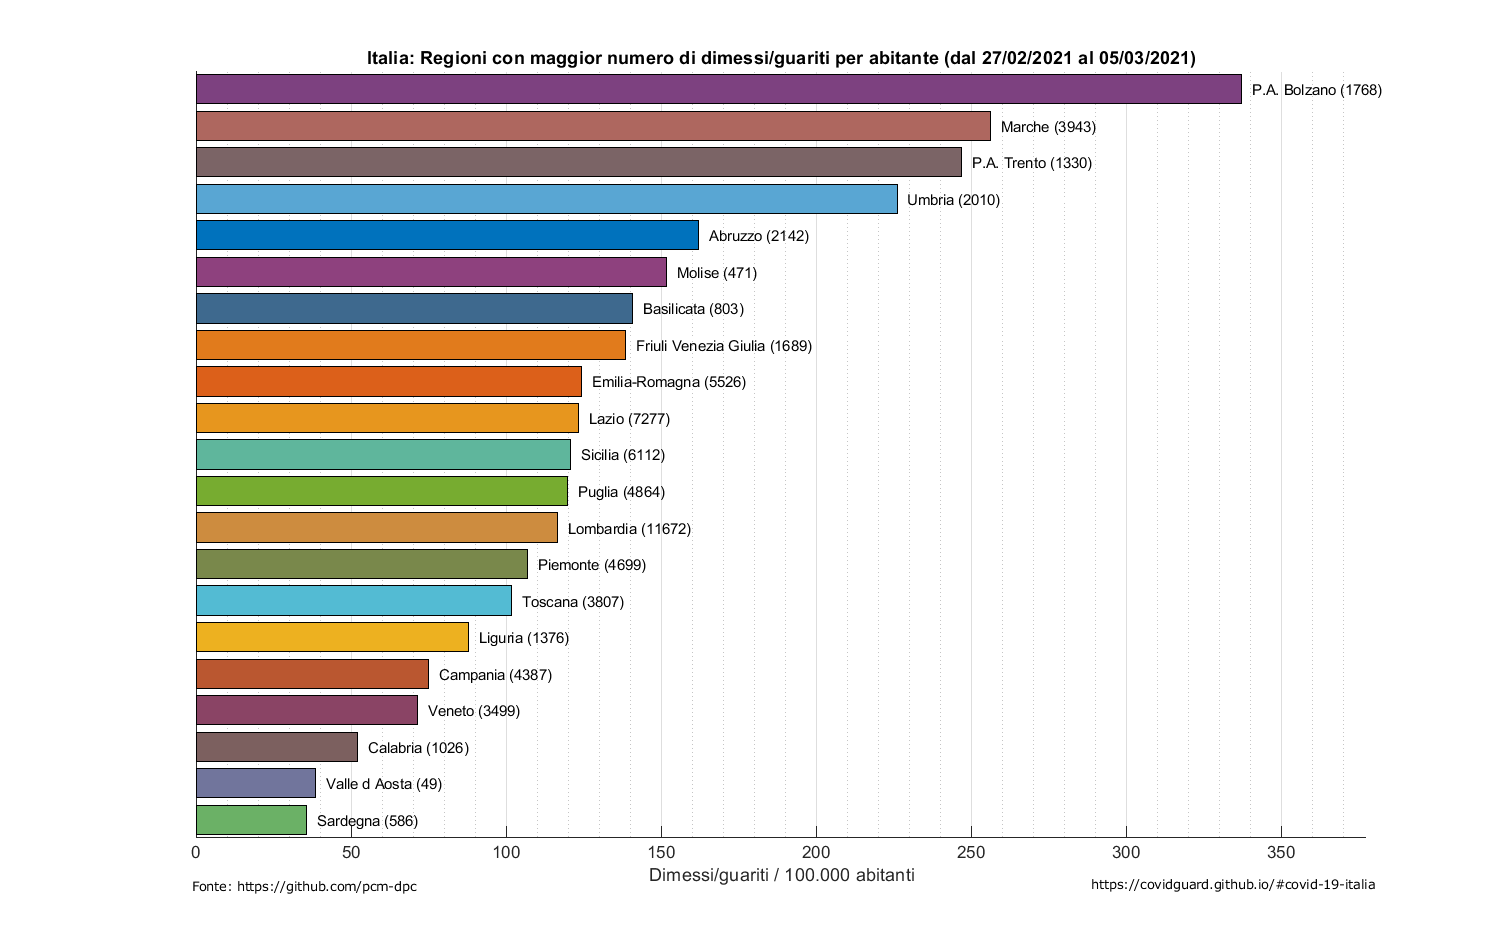 Italia: Regioni con maggior numero di dimessi/guariti per abitante (dal 27/02/2021 al 05/03/2021)
P.A. Bolzano (1768)
Marche (3943)
P.A. Trento (1330)
Umbria (2010)
Abruzzo (2142)
Molise (471)
Basilicata (803)
Friuli Venezia Giulia (1689)
Emilia-Romagna (5526)
Lazio (7277)
Sicilia (6112)
Puglia (4864)
Lombardia (11672)
Piemonte (4699)
Toscana (3807)
Liguria (1376)
Campania (4387)
Veneto (3499)
Calabria (1026)
Valle d Aosta (49)
Sardegna (586)
0 50 100 150 200 250 300 350
Dimessi/guariti / 100.000 abitanti
Fonte: https://github.com/pcm-dpc
https://covidguard.github.io/#covid-19-italia